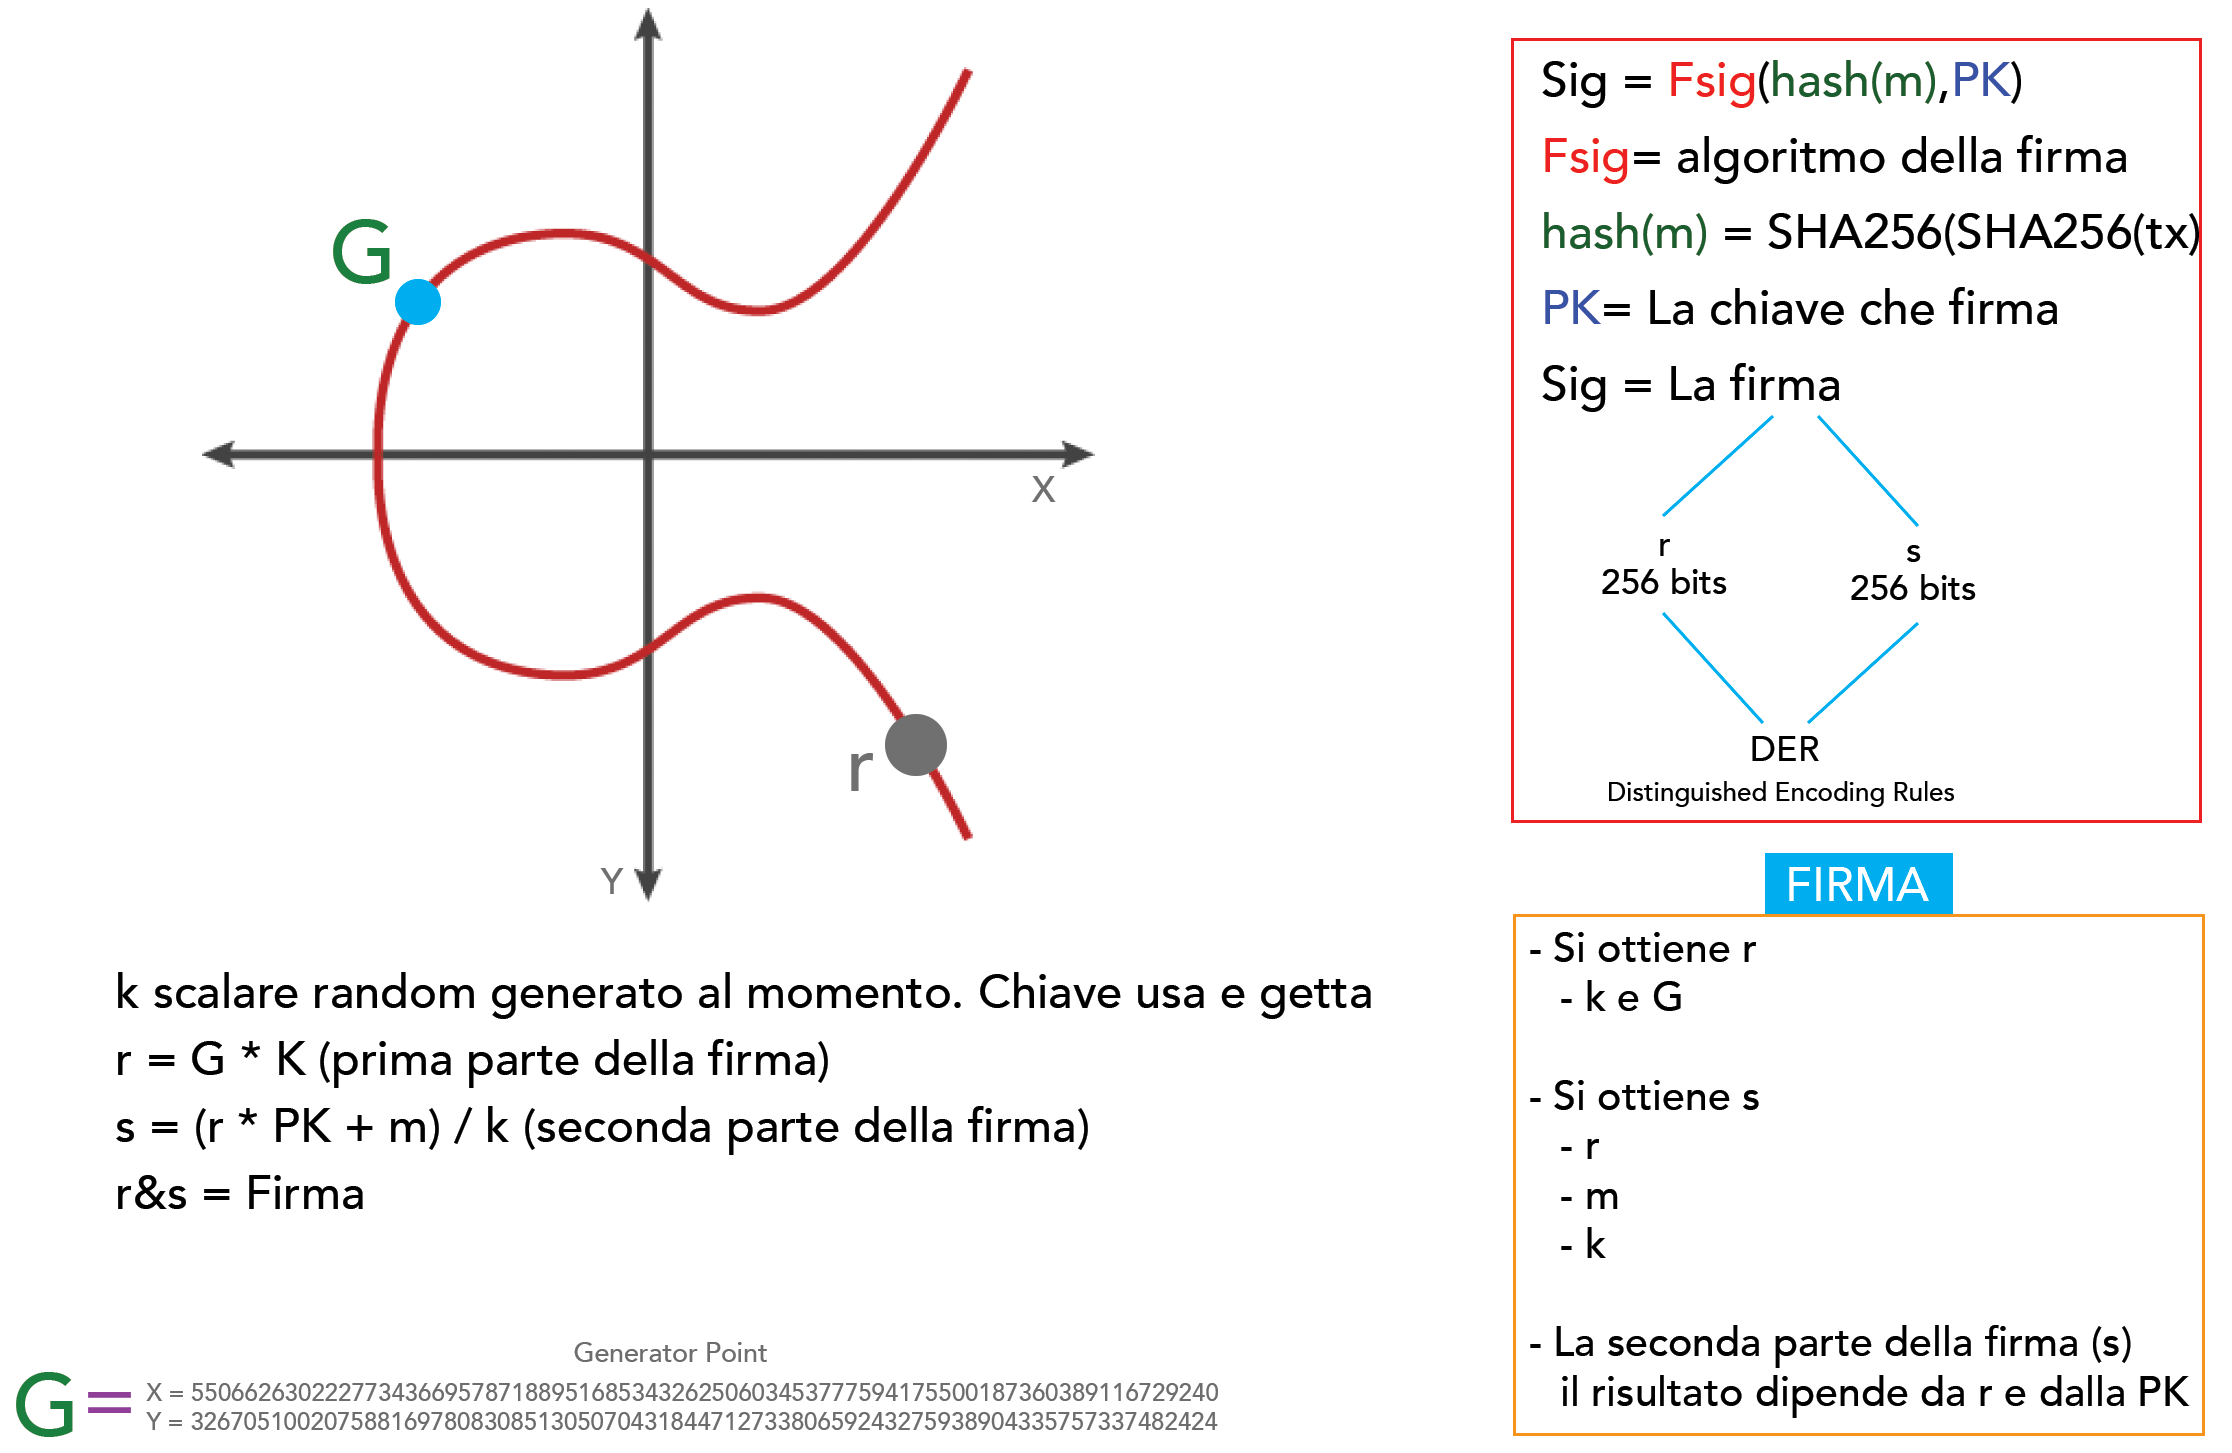 G
X
Y
r
k scalare random generato al momento. Chiave usa e getta
r = G * K (prima parte della firma)
s = (r * PK + m) / k (seconda parte della firma)
r&s = Firma
Generator Point
G=
X = 55066263022277343669578718895168534326250603453777594175500187360389116729240
Y = 32670510020758816978083085130507043184471273380659243275938904335757337482424
Sig = Fsig(hash(m),PK)
Fsig= algoritmo della firma
hash(m) = SHA256(SHA256(tx)
PK= La chiave che firma
Sig = La firma
r
256 bits
s
256 bits
DER
Distinguished Encoding Rules
FIRMA
- Si ottiene r
- k e G
- Si ottiene s
- r
- m
- k
- La seconda parte della firma (s)
il risultato dipende da r e dalla PK